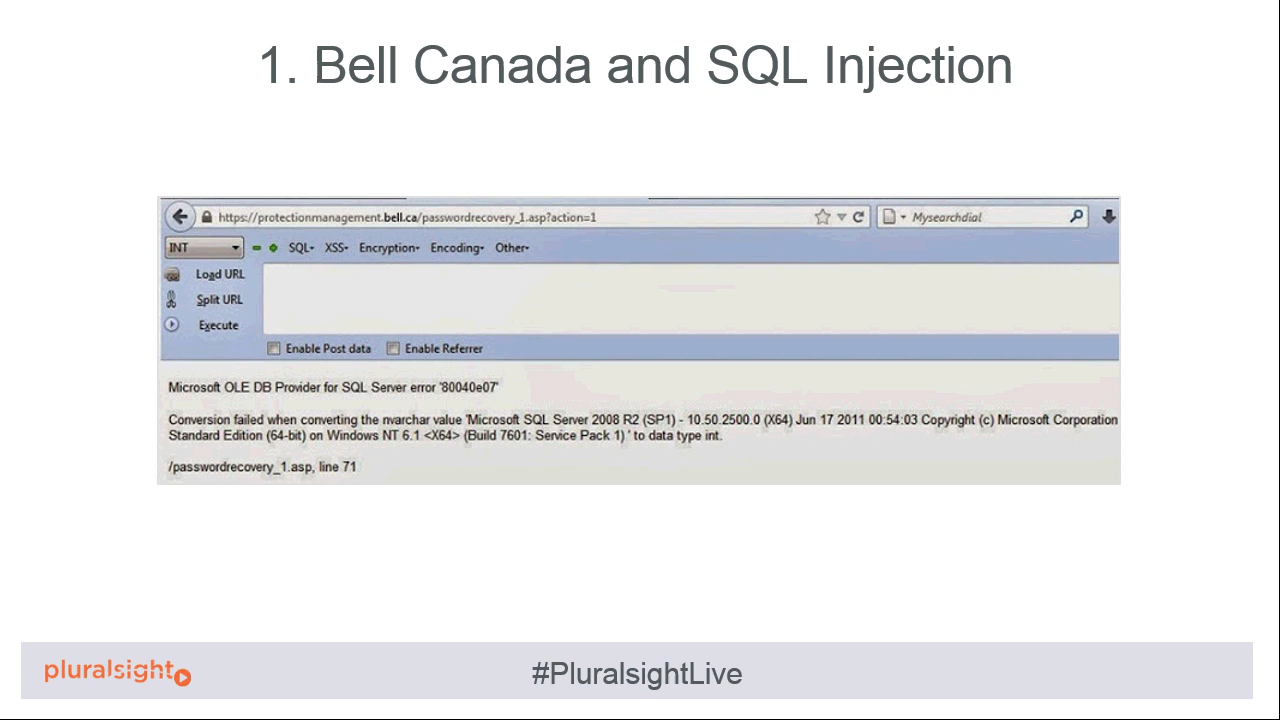 1. Bell Canada and SQL Injection
https://protectionmanagement.bell.ca/passwordrecovery_1.asp?action=1
Mysearchdial
INT
SQL
XSS
Encryption
Encoding
Other
Load URL
Split URL
Execute
Enable Post data
Enable Referrer
Microsoft OLE DB Provider for SQL Server error '80040e07'
Conversion failed when converting the nvarchar value 'Microsoft SQL Server 2008 R2 (SP1) - 10.50.2500.0 (X64) Jun 17 2011 00:54:03 Copyright (c) Microsoft Corporation
Standard Edition (64-bit) on Windows NT 6.1 <X64> (Build 7601: Service Pack 1) ' to data type int.
/passwordrecovery_1.asp, line 71
pluralsight
#PluralsightLive